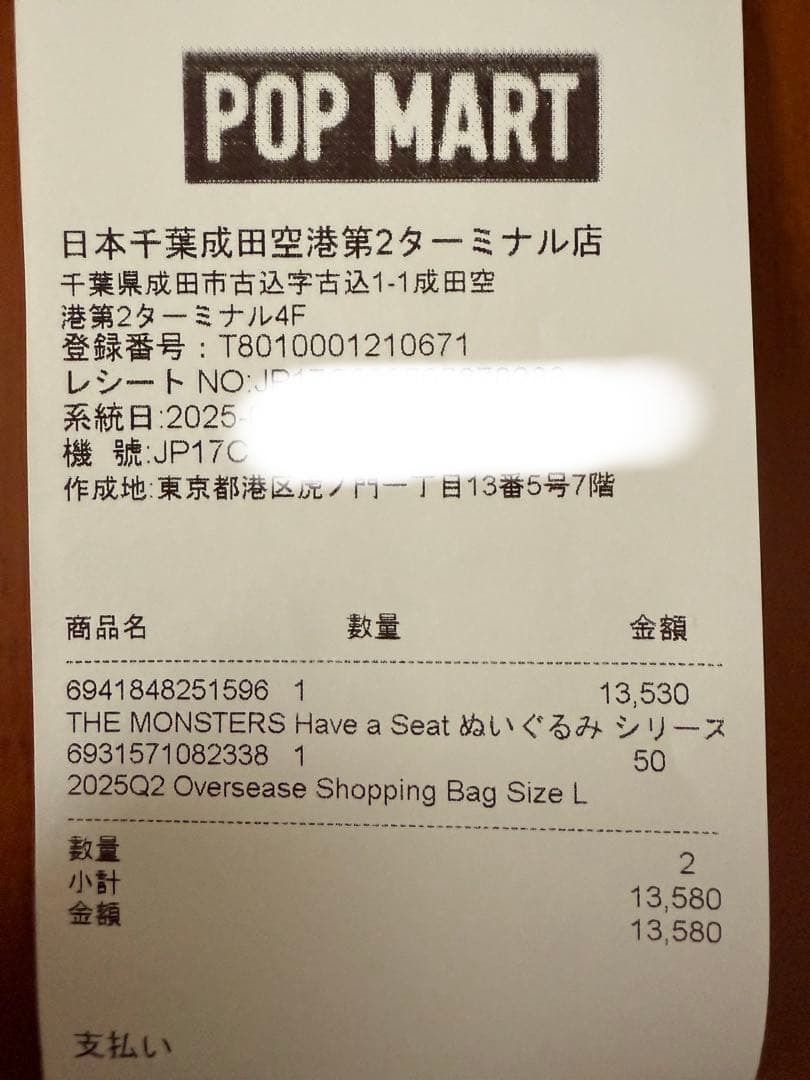 POP MART
日本千葉成田空港第2ターミナル店
千葉県成田市古込字古込1-1成田空
港第2ターミナル4F
登録番号：T8010001210671
レシート NO:
系統日:2025-
機 號:JP17C
作成地:東京都港区虎ノ門一丁目13番5号7階
商品名 數量 金額
6941848251596 1 13,530
THE MONSTERS Have a Seat ぬいぐるみ シリーズ
6931571082338 1 50
2025Q2 Oversease Shopping Bag Size L
數量 2
小計 13,580
金額 13,580
支払い